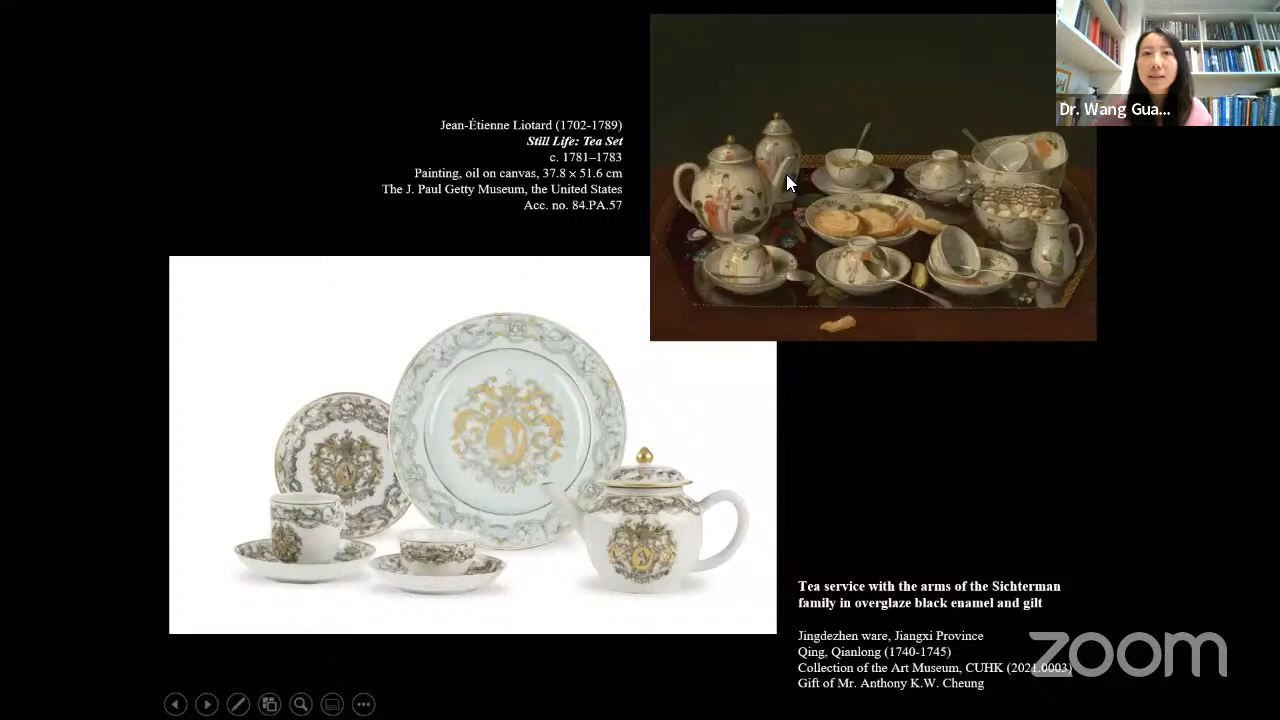 Jean-Étienne Liotard (1702-1789)
Still Life: Tea Set
c. 1781–1783
Painting, oil on canvas, 37.8 × 51.6 cm
The J. Paul Getty Museum, the United States
Acc. no. 84.PA.57
Dr. Wang Gua...
Tea service with the arms of the Sichterman
family in overglaze black enamel and gilt
Jingdezhen ware, Jiangxi Province
Qing, Qianlong (1740-1745)
Collection of the Art Museum, CUHK (2021.0003)
Gift of Mr. Anthony K.W. Cheung
zoom